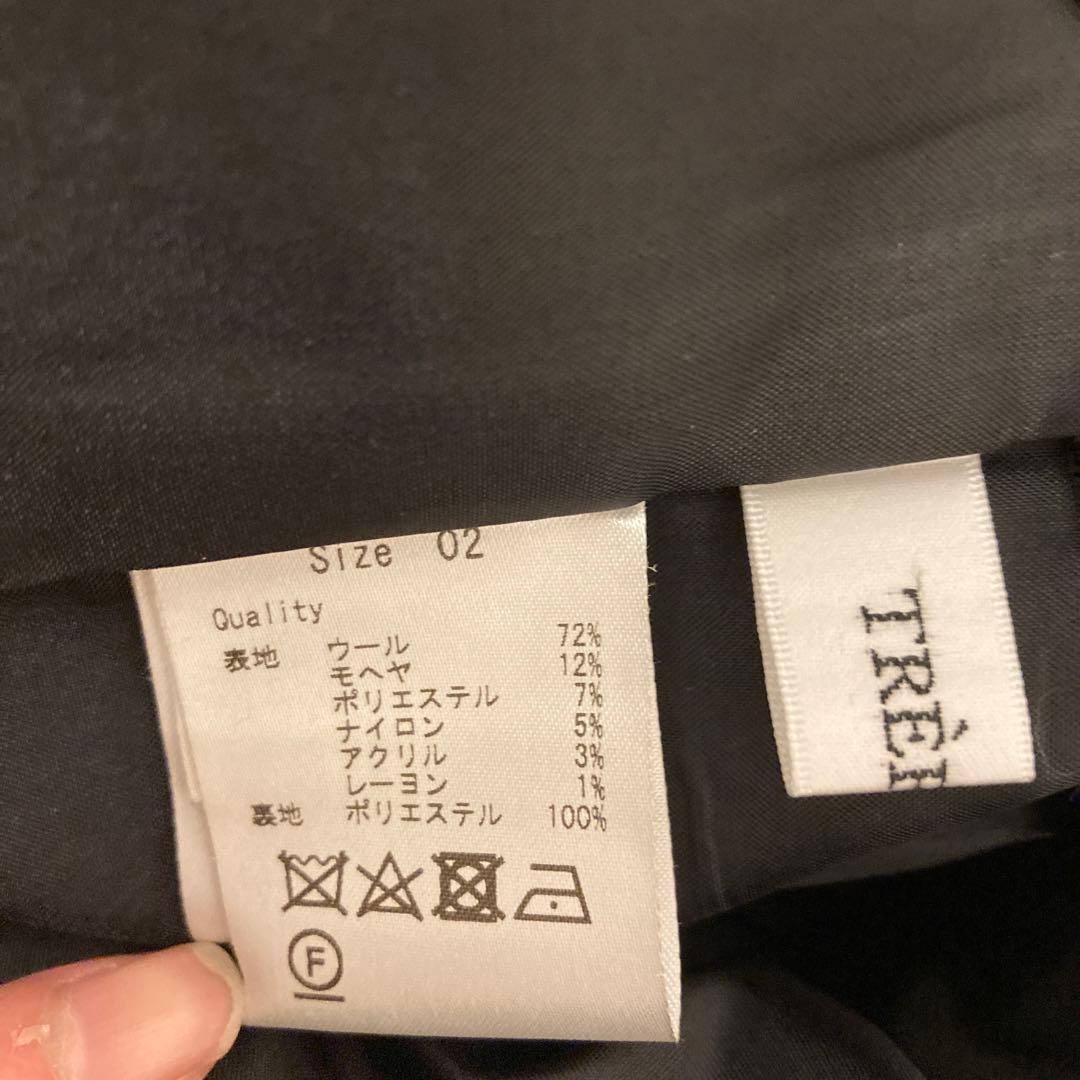 Size 02
Quality
表地 ウール 72%
モヘヤ 12%
ポリエステル 7%
ナイロン 5%
アクリル 3%
レーヨン 1%
裏地 ポリエステル 100%
F
TRÈ